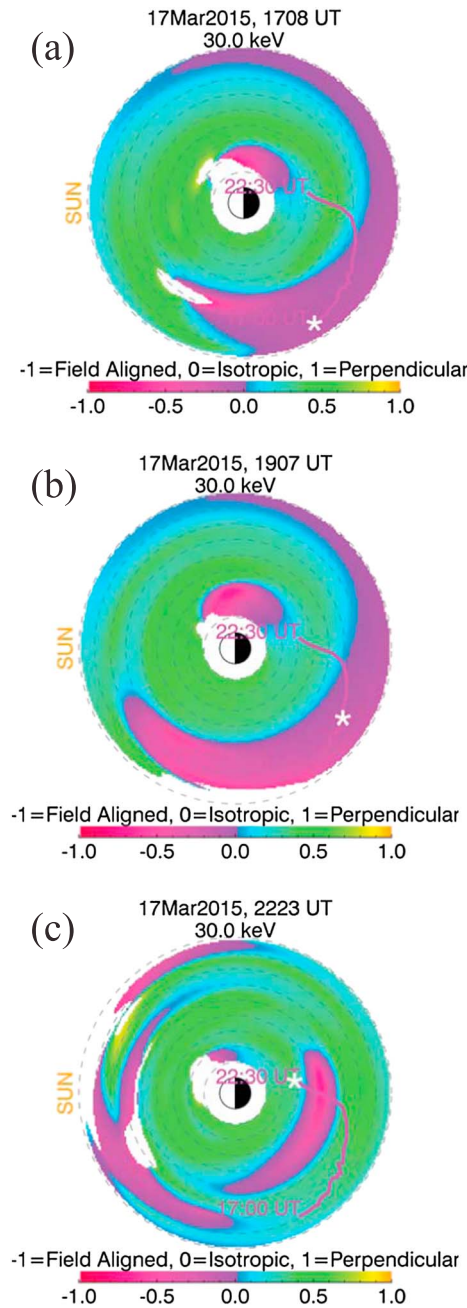 (a)
17Mar2015, 1708 UT
30.0 keV
22:30 UT
SUN
*
-1=Field Aligned, 0=Isotropic, 1=Perpendicular
-1.0 -0.5 0.0 0.5 1.0
(b)
17Mar2015, 1907 UT
30.0 keV
22:30 UT
SUN
*
-1=Field Aligned, 0=Isotropic, 1=Perpendicular
-1.0 -0.5 0.0 0.5 1.0
(c)
17Mar2015, 2223 UT
30.0 keV
22:30 UT
*
SUN
17:00 UT
-1=Field Aligned, 0=Isotropic, 1=Perpendicular
-1.0 -0.5 0.0 0.5 1.0